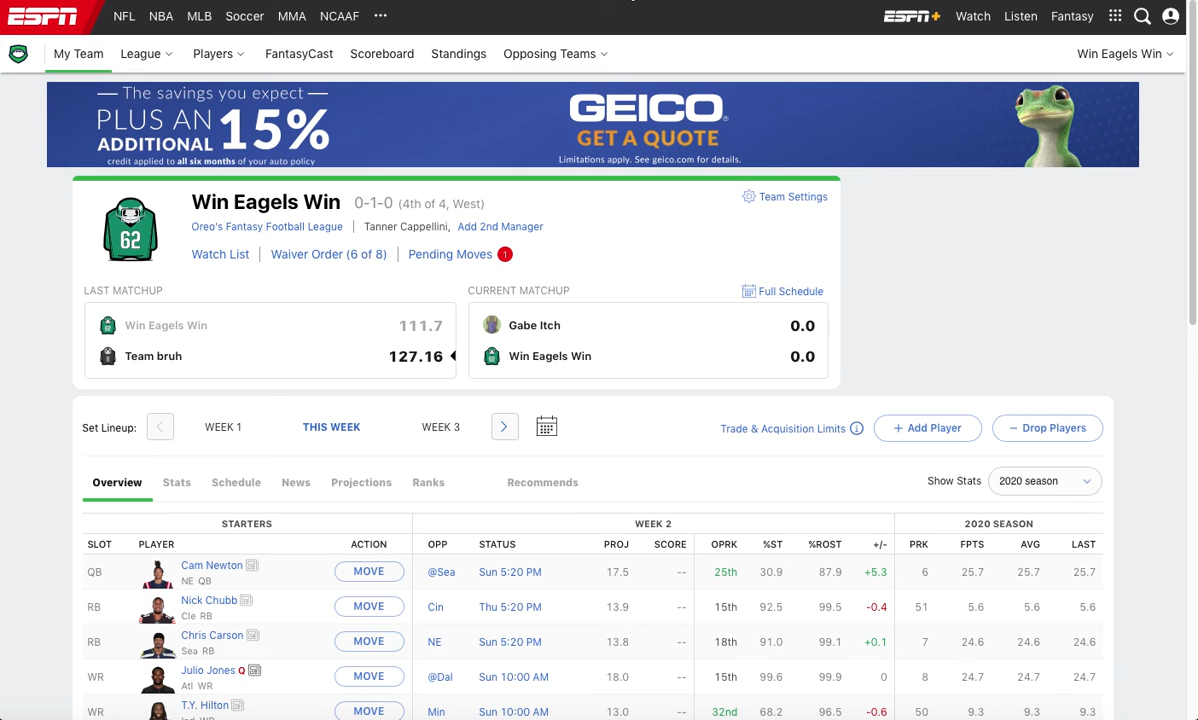 ESPN NFL NBA MLB Soccer MMA NCAAF ••• ESPN+ Watch Listen Fantasy
My Team League Players FantasyCast Scoreboard Standings Opposing Teams Win Eagels Win
— The savings you expect —
PLUS AN
ADDITIONAL 15%
credit applied to all six months of your auto policy
GEICO®
GET A QUOTE
Limitations apply. See geico.com for details.
62
Win Eagels Win 0-1-0 (4th of 4, West) Team Settings
Oreo's Fantasy Football League | Tanner Cappellini, Add 2nd Manager
Watch List | Waiver Order (6 of 8) | Pending Moves 1
LAST MATCHUP
Win Eagels Win 111.7
Team bruh 127.16
CURRENT MATCHUP Full Schedule
Gabe Itch 0.0
Win Eagels Win 0.0
Set Lineup: < WEEK 1 THIS WEEK WEEK 3 > Trade & Acquisition Limits i + Add Player − Drop Players
Overview Stats Schedule News Projections Ranks Recommends Show Stats 2020 season
STARTERS WEEK 2 2020 SEASON
SLOT PLAYER ACTION OPP STATUS PROJ SCORE OPRK %ST %ROST +/- PRK FPTS AVG LAST
QB Cam Newton NE QB MOVE @Sea Sun 5:20 PM 17.5 -- 25th 30.9 87.9 +5.3 6 25.7 25.7 25.7
RB Nick Chubb Cle RB MOVE Cin Thu 5:20 PM 13.9 -- 15th 92.5 99.5 -0.4 51 5.6 5.6 5.6
RB Chris Carson Sea RB MOVE NE Sun 5:20 PM 13.8 -- 18th 91.0 99.1 +0.1 7 24.6 24.6 24.6
WR Julio Jones Q Atl WR MOVE @Dal Sun 10:00 AM 18.0 -- 15th 99.6 99.9 0 8 24.7 24.7 24.7
WR T.Y. Hilton Ind WR MOVE Min Sun 10:00 AM 13.0 -- 32nd 68.2 96.5 -0.6 50 9.3 9.3 9.3